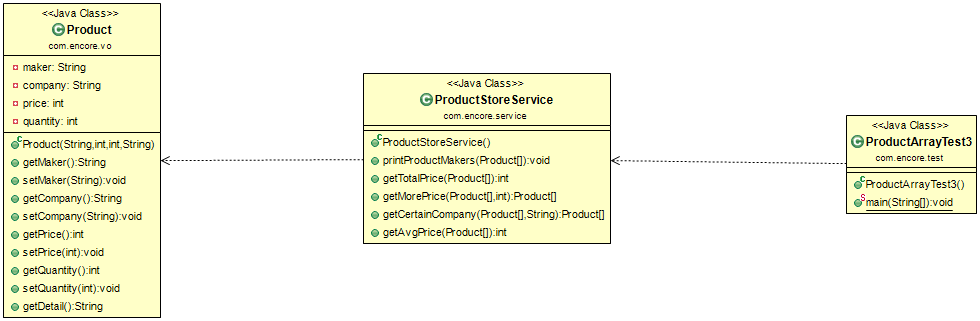 <<Java Class>>
Product
com.encore.vo
maker: String
company: String
price: int
quantity: int
Product(String,int,int,String)
getMaker():String
setMaker(String):void
getCompany():String
setCompany(String):void
getPrice():int
setPrice(int):void
getQuantity():int
setQuantity(int):void
getDetail():String
<<Java Class>>
ProductStoreService
com.encore.service
ProductStoreService()
printProductMakers(Product[]):void
getTotalPrice(Product[]):int
getMorePrice(Product[],int):Product[]
getCertainCompany(Product[],String):Product[]
getAvgPrice(Product[]):int
<<Java Class>>
ProductArrayTest3
com.encore.test
ProductArrayTest3()
main(String[]):void